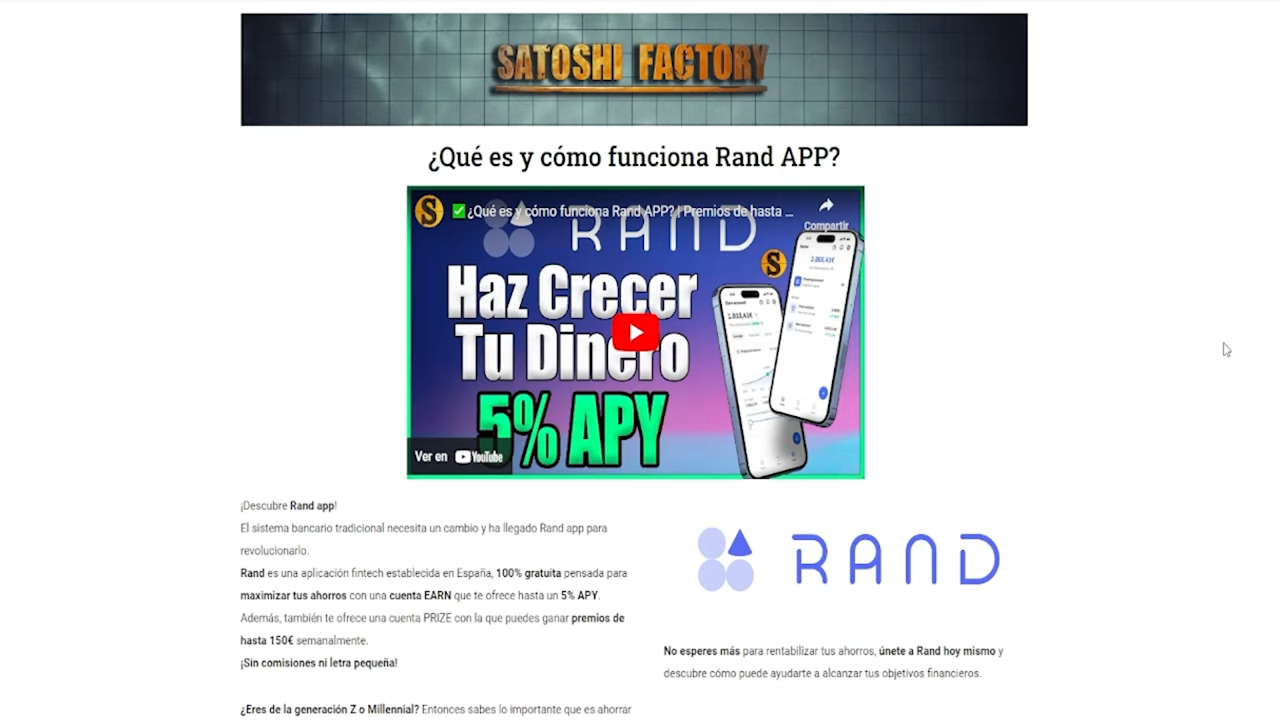 SATOSHI FACTORY
¿Qué es y cómo funciona Rand APP?
✅¿Qué es y cómo funciona Rand APP? | Premios de hasta ...
Compartir
RAND
Haz Crecer
Tu Dinero
5% APY
Ver en YouTube
¡Descubre Rand app!
El sistema bancario tradicional necesita un cambio y ha llegado Rand app para
revolucionarlo.
Rand es una aplicación fintech establecida en España, 100% gratuita pensada para
maximizar tus ahorros con una cuenta EARN que te ofrece hasta un 5% APY.
Además, también te ofrece una cuenta PRIZE con la que puedes ganar premios de
hasta 150€ semanalmente.
¡Sin comisiones ni letra pequeña!
¿Eres de la generación Z o Millennial? Entonces sabes lo importante que es ahorrar
RAND
No esperes más para rentabilizar tus ahorros, únete a Rand hoy mismo y
descubre cómo puede ayudarte a alcanzar tus objetivos financieros.